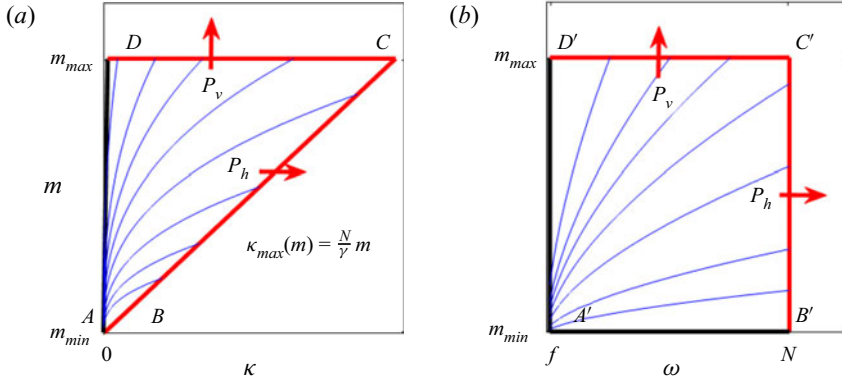 (a)
D
C
m_max
P_v
m
P_h
κ_max(m) = N/γ m
A
B
m_min
0
κ
(b)
D′
C′
m_max
P_v
P_h
A′
B′
m_min
f
ω
N